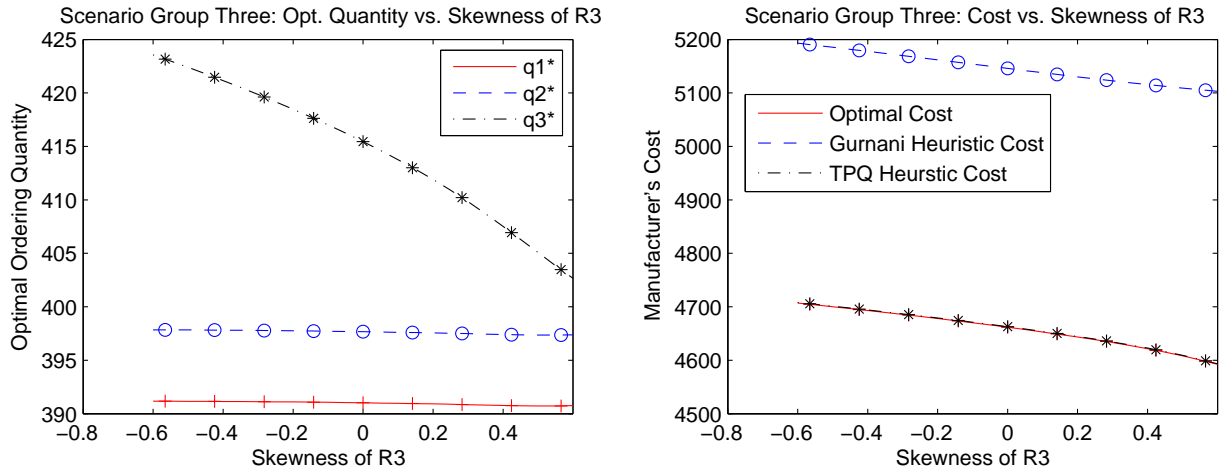 Scenario Group Three: Opt. Quantity vs. Skewness of R3
425
420
415
410
405
400
395
390
Optimal Ordering Quantity
q1*
q2*
q3*
−0.8 −0.6 −0.4 −0.2 0 0.2 0.4
Skewness of R3
Scenario Group Three: Cost vs. Skewness of R3
5200
5100
5000
4900
4800
4700
4600
4500
Manufacturer's Cost
Optimal Cost
Gurnani Heuristic Cost
TPQ Heurstic Cost
−0.8 −0.6 −0.4 −0.2 0 0.2 0.4
Skewness of R3